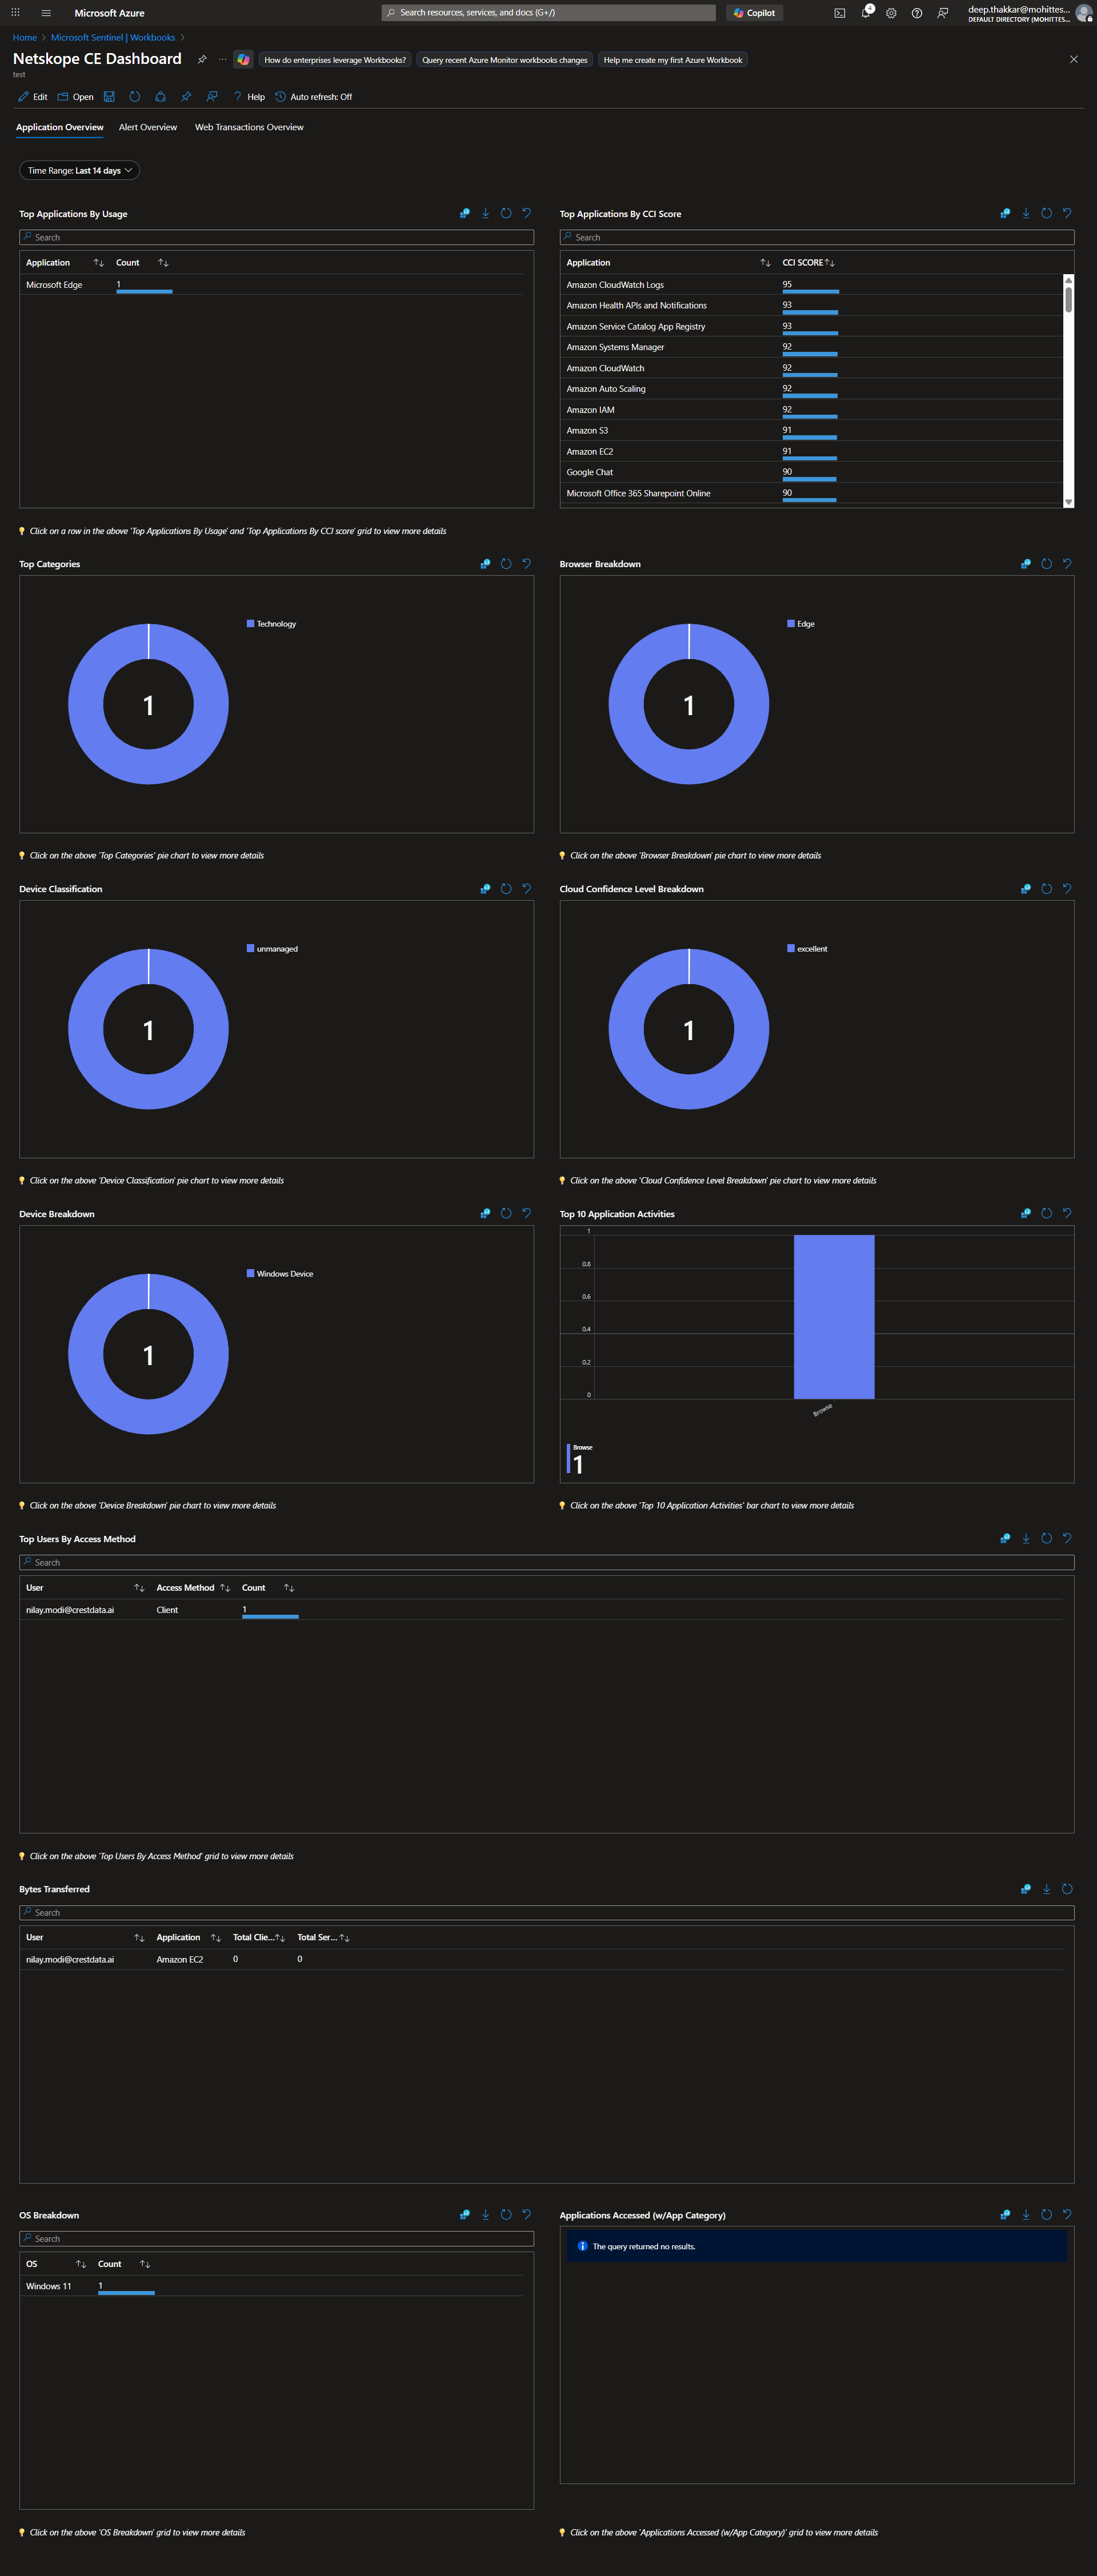 Microsoft Azure
Search resources, services, and docs (G+/)
Copilot
4
deep.thakkar@mohittes...
DEFAULT DIRECTORY (MOHITTES...
Home > Microsoft Sentinel | Workbooks >
Netskope CE Dashboard
test
How do enterprises leverage Workbooks?
Query recent Azure Monitor workbooks changes
Help me create my first Azure Workbook
Edit
Open
Help
Auto refresh: Off
Application Overview
Alert Overview
Web Transactions Overview
Time Range: Last 14 days
Top Applications By Usage
Search
Application Count
Microsoft Edge 1
Top Applications By CCI Score
Search
Application CCI SCORE
Amazon CloudWatch Logs 95
Amazon Health APIs and Notifications 93
Amazon Service Catalog App Registry 93
Amazon Systems Manager 92
Amazon CloudWatch 92
Amazon Auto Scaling 92
Amazon IAM 92
Amazon S3 91
Amazon EC2 91
Google Chat 90
Microsoft Office 365 Sharepoint Online 90
Click on a row in the above 'Top Applications By Usage' and 'Top Applications By CCI score' grid to view more details
Top Categories
Technology
1
Click on the above 'Top Categories' pie chart to view more details
Browser Breakdown
Edge
1
Click on the above 'Browser Breakdown' pie chart to view more details
Device Classification
unmanaged
1
Click on the above 'Device Classification' pie chart to view more details
Cloud Confidence Level Breakdown
excellent
1
Click on the above 'Cloud Confidence Level Breakdown' pie chart to view more details
Device Breakdown
Windows Device
1
Click on the above 'Device Breakdown' pie chart to view more details
Top 10 Application Activities
1
0.8
0.6
0.4
0.2
0
Browse
Browse
1
Click on the above 'Top 10 Application Activities' bar chart to view more details
Top Users By Access Method
Search
User Access Method Count
nilay.modi@crestdata.ai Client 1
Click on the above 'Top Users By Access Method' grid to view more details
Bytes Transferred
Search
User Application Total Clie... Total Ser...
nilay.modi@crestdata.ai Amazon EC2 0 0
OS Breakdown
Search
OS Count
Windows 11 1
Click on the above 'OS Breakdown' grid to view more details
Applications Accessed (w/App Category)
The query returned no results.
Click on the above 'Applications Accessed (w/App Category)' grid to view more details